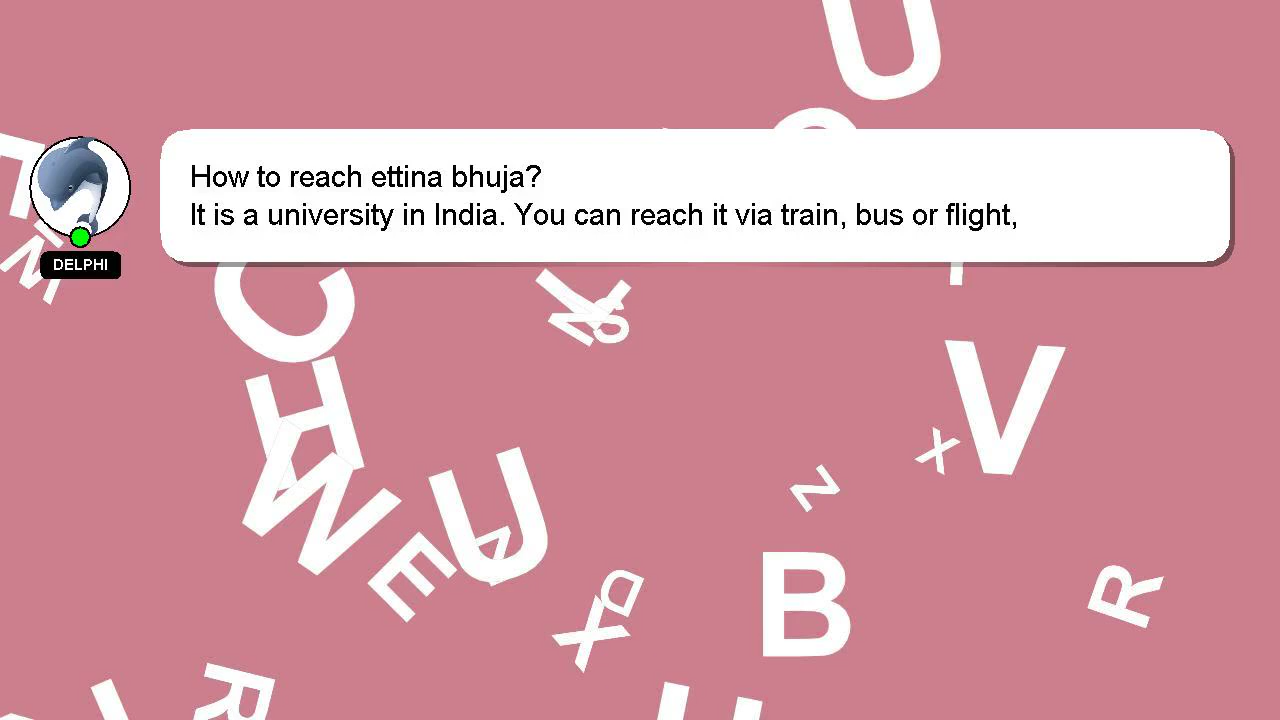 How to reach ettina bhuja?
It is a university in India. You can reach it via train, bus or flight,
DELPHI
U
M
C
K
N
S
V
X
H
W
U
E
N
Z
D
X
B
R
R